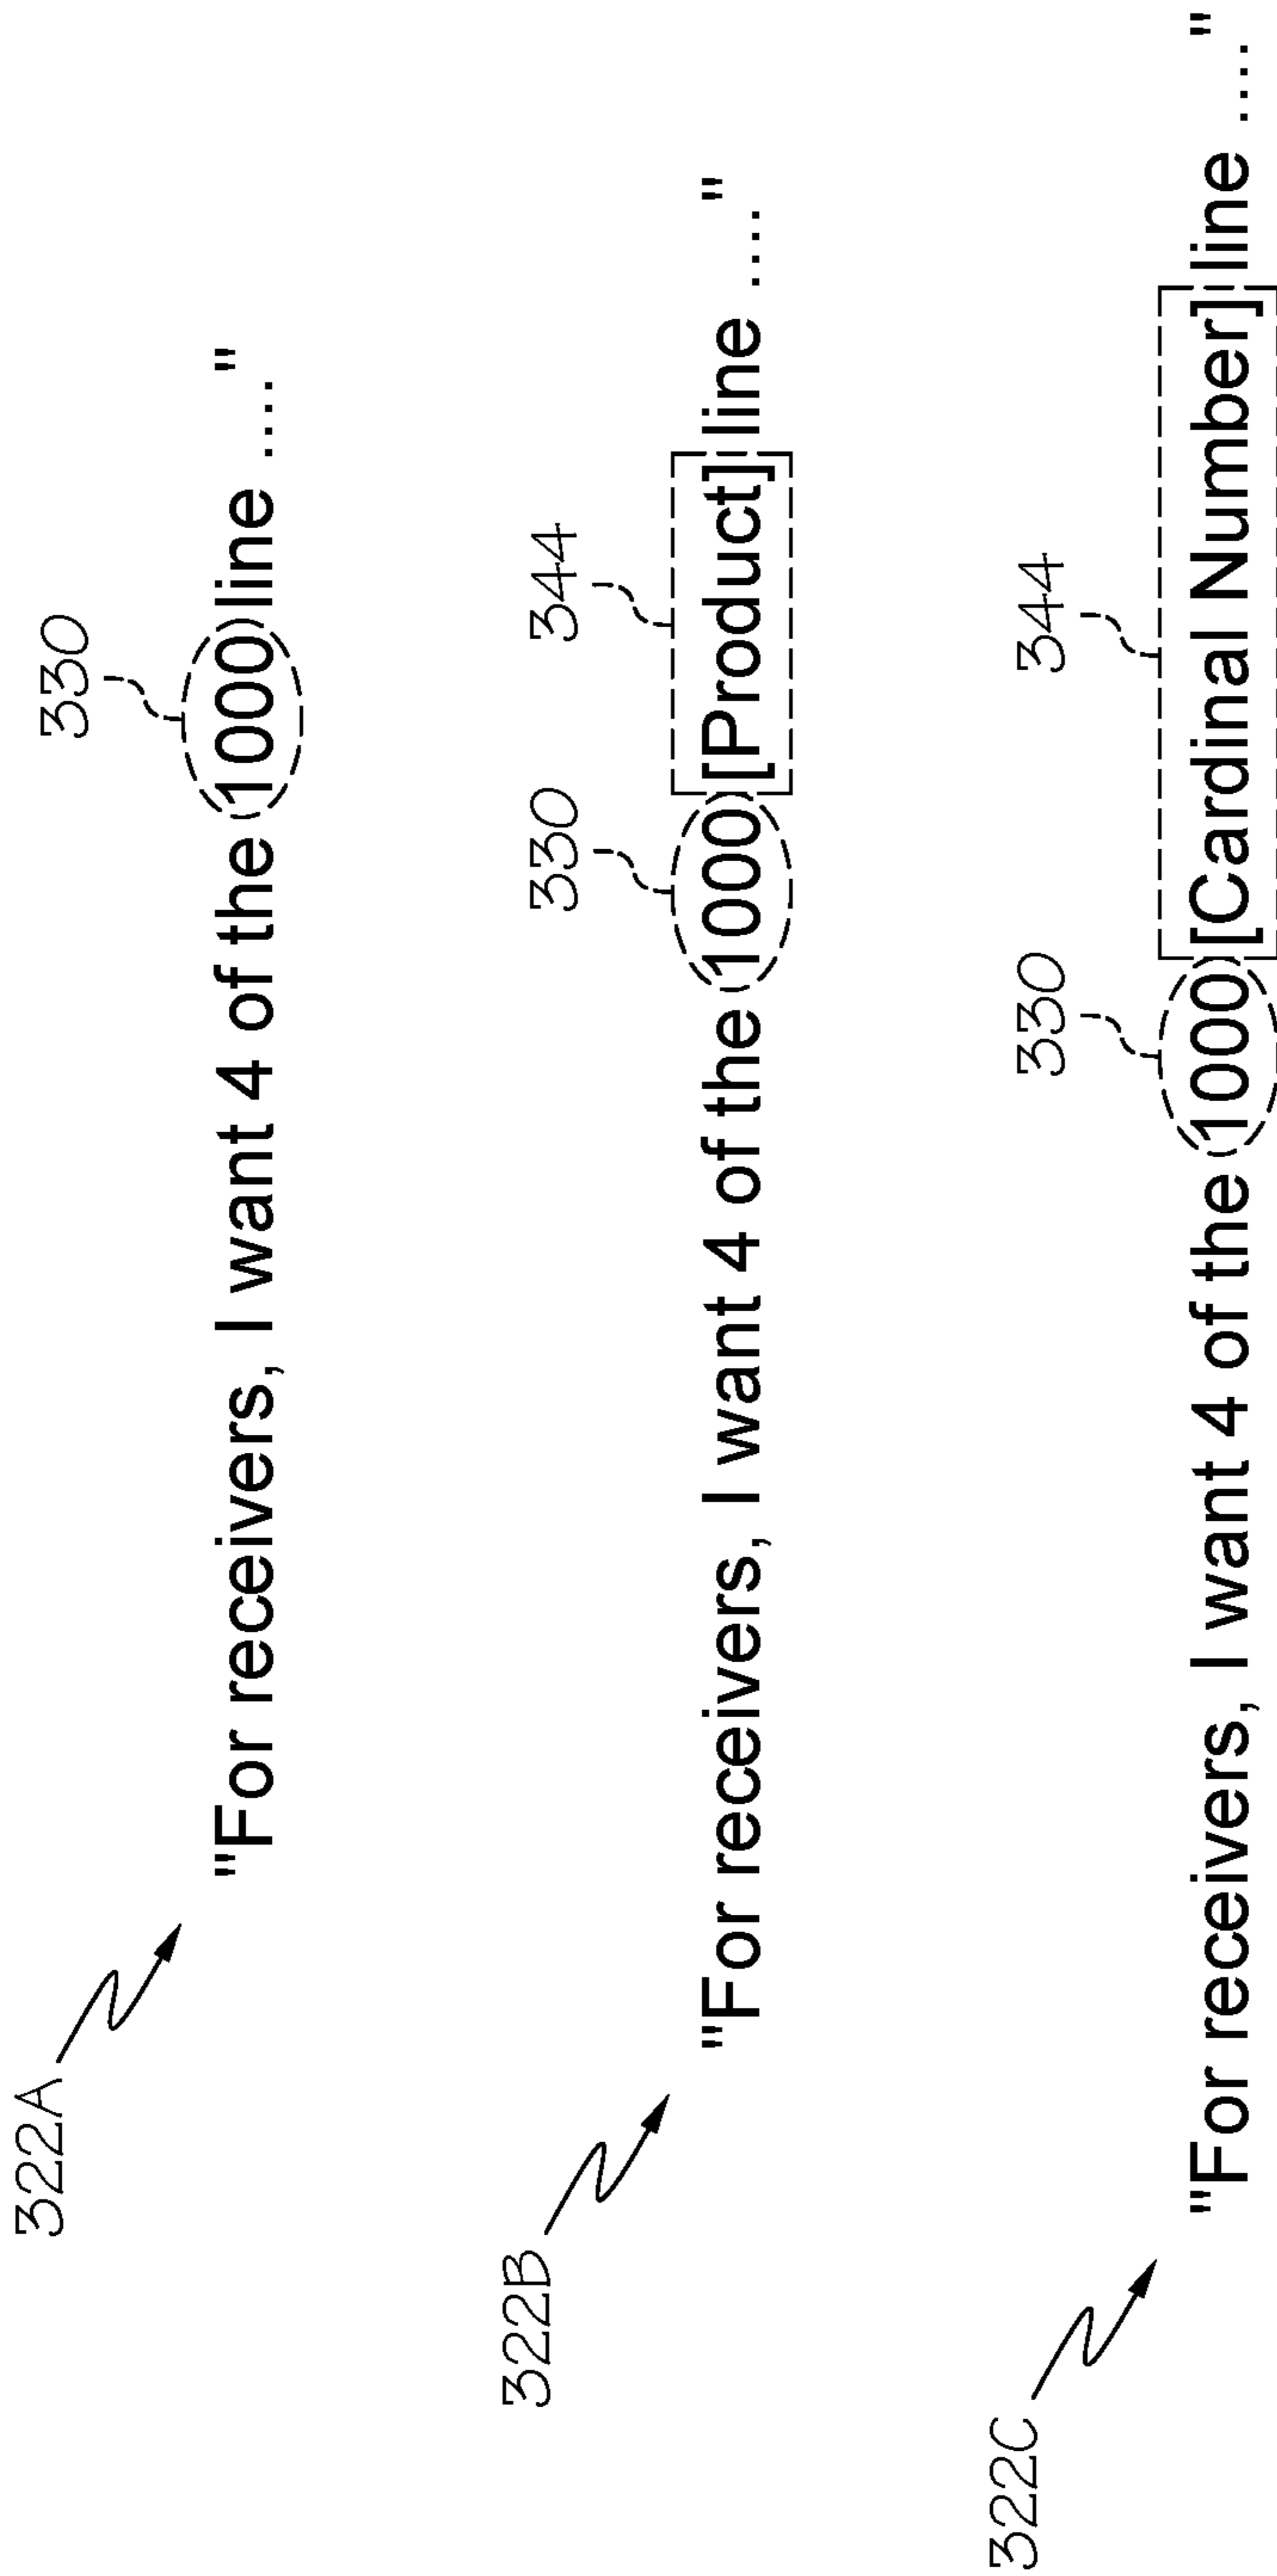 330
322A
"For receivers, I want 4 of the 1000 line ...."
330 344
322B
"For receivers, I want 4 of the 1000 [Product] line ...."
330 344
322C
"For receivers, I want 4 of the 1000 [Cardinal Number] line ...."